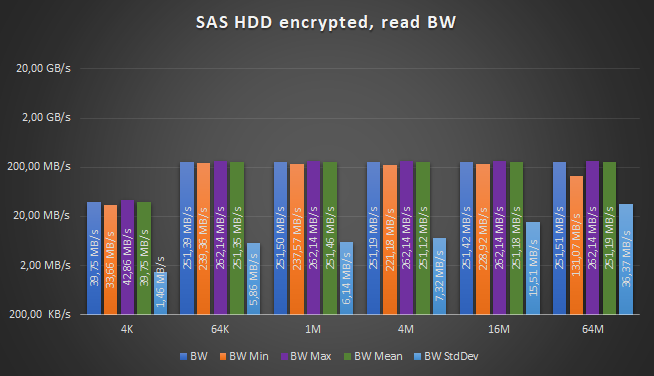 SAS HDD encrypted, read BW
20,00 GB/s
2,00 GB/s
200,00 MB/s
20,00 MB/s
2,00 MB/s
200,00 KB/s
39,75 MB/s
33,66 MB/s
42,86 MB/s
39,75 MB/s
1,46 MB/s
251,39 MB/s
239,36 MB/s
262,14 MB/s
251,35 MB/s
5,86 MB/s
251,50 MB/s
237,57 MB/s
262,14 MB/s
251,46 MB/s
6,14 MB/s
251,19 MB/s
221,18 MB/s
262,14 MB/s
251,12 MB/s
7,32 MB/s
251,42 MB/s
228,92 MB/s
262,14 MB/s
251,18 MB/s
15,51 MB/s
251,51 MB/s
131,07 MB/s
262,14 MB/s
251,19 MB/s
36,37 MB/s
4K 64K 1M 4M 16M 64M
BW BW Min BW Max BW Mean BW StdDev